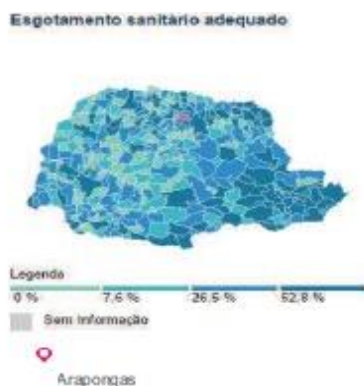 Esgotamento sanitário adequado
Legenda
0 % 7,6 % 26,5 % 52,8 %
Sem Informação
Arapongas